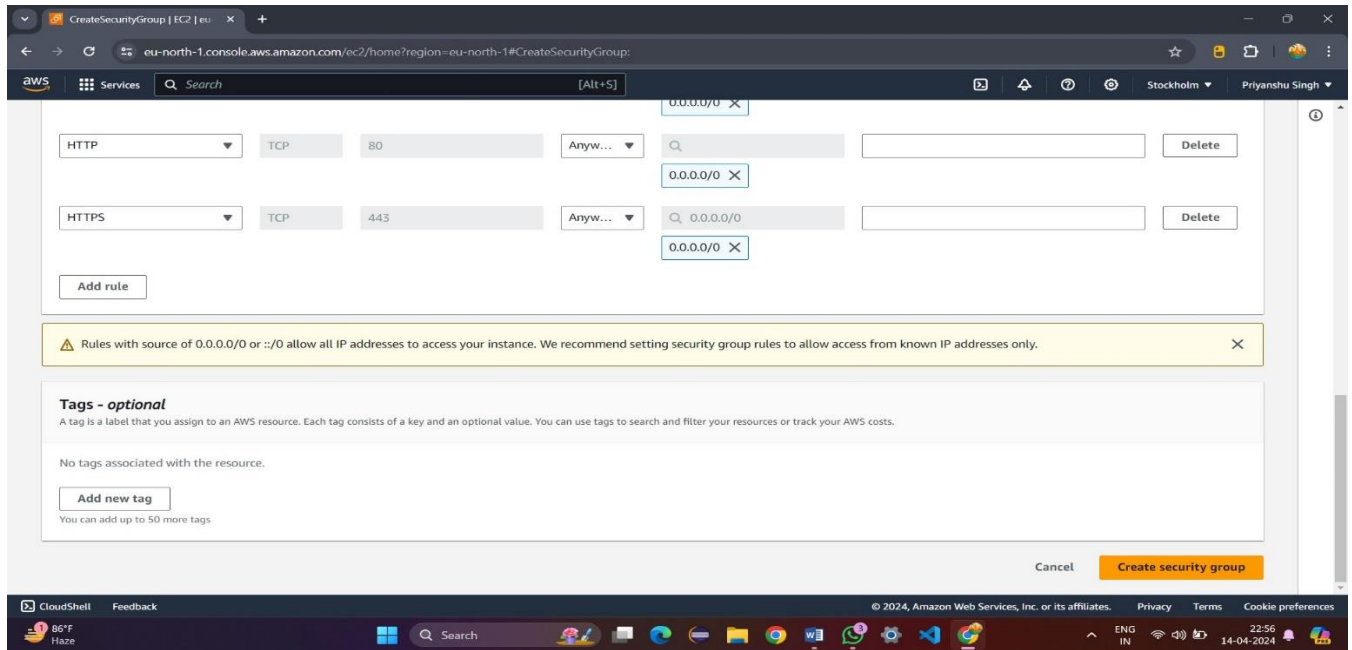 CreateSecurityGroup | EC2 | eu-
eu-north-1.console.aws.amazon.com/ec2/home?region=eu-north-1#CreateSecurityGroup:
aws Services Search [Alt+S] Stockholm Priyanshu Singh
0.0.0.0/0
HTTP TCP 80 Anyw... Delete
0.0.0.0/0
HTTPS TCP 443 Anyw... 0.0.0.0/0 Delete
0.0.0.0/0
Add rule
Rules with source of 0.0.0.0/0 or ::/0 allow all IP addresses to access your instance. We recommend setting security group rules to allow access from known IP addresses only.
Tags - optional
A tag is a label that you assign to an AWS resource. Each tag consists of a key and an optional value. You can use tags to search and filter your resources or track your AWS costs.
No tags associated with the resource.
Add new tag
You can add up to 50 more tags
Cancel Create security group
CloudShell Feedback © 2024, Amazon Web Services, Inc. or its affiliates. Privacy Terms Cookie preferences
1 86°F Search 3 ENG 22:56
Haze IN 14-04-2024